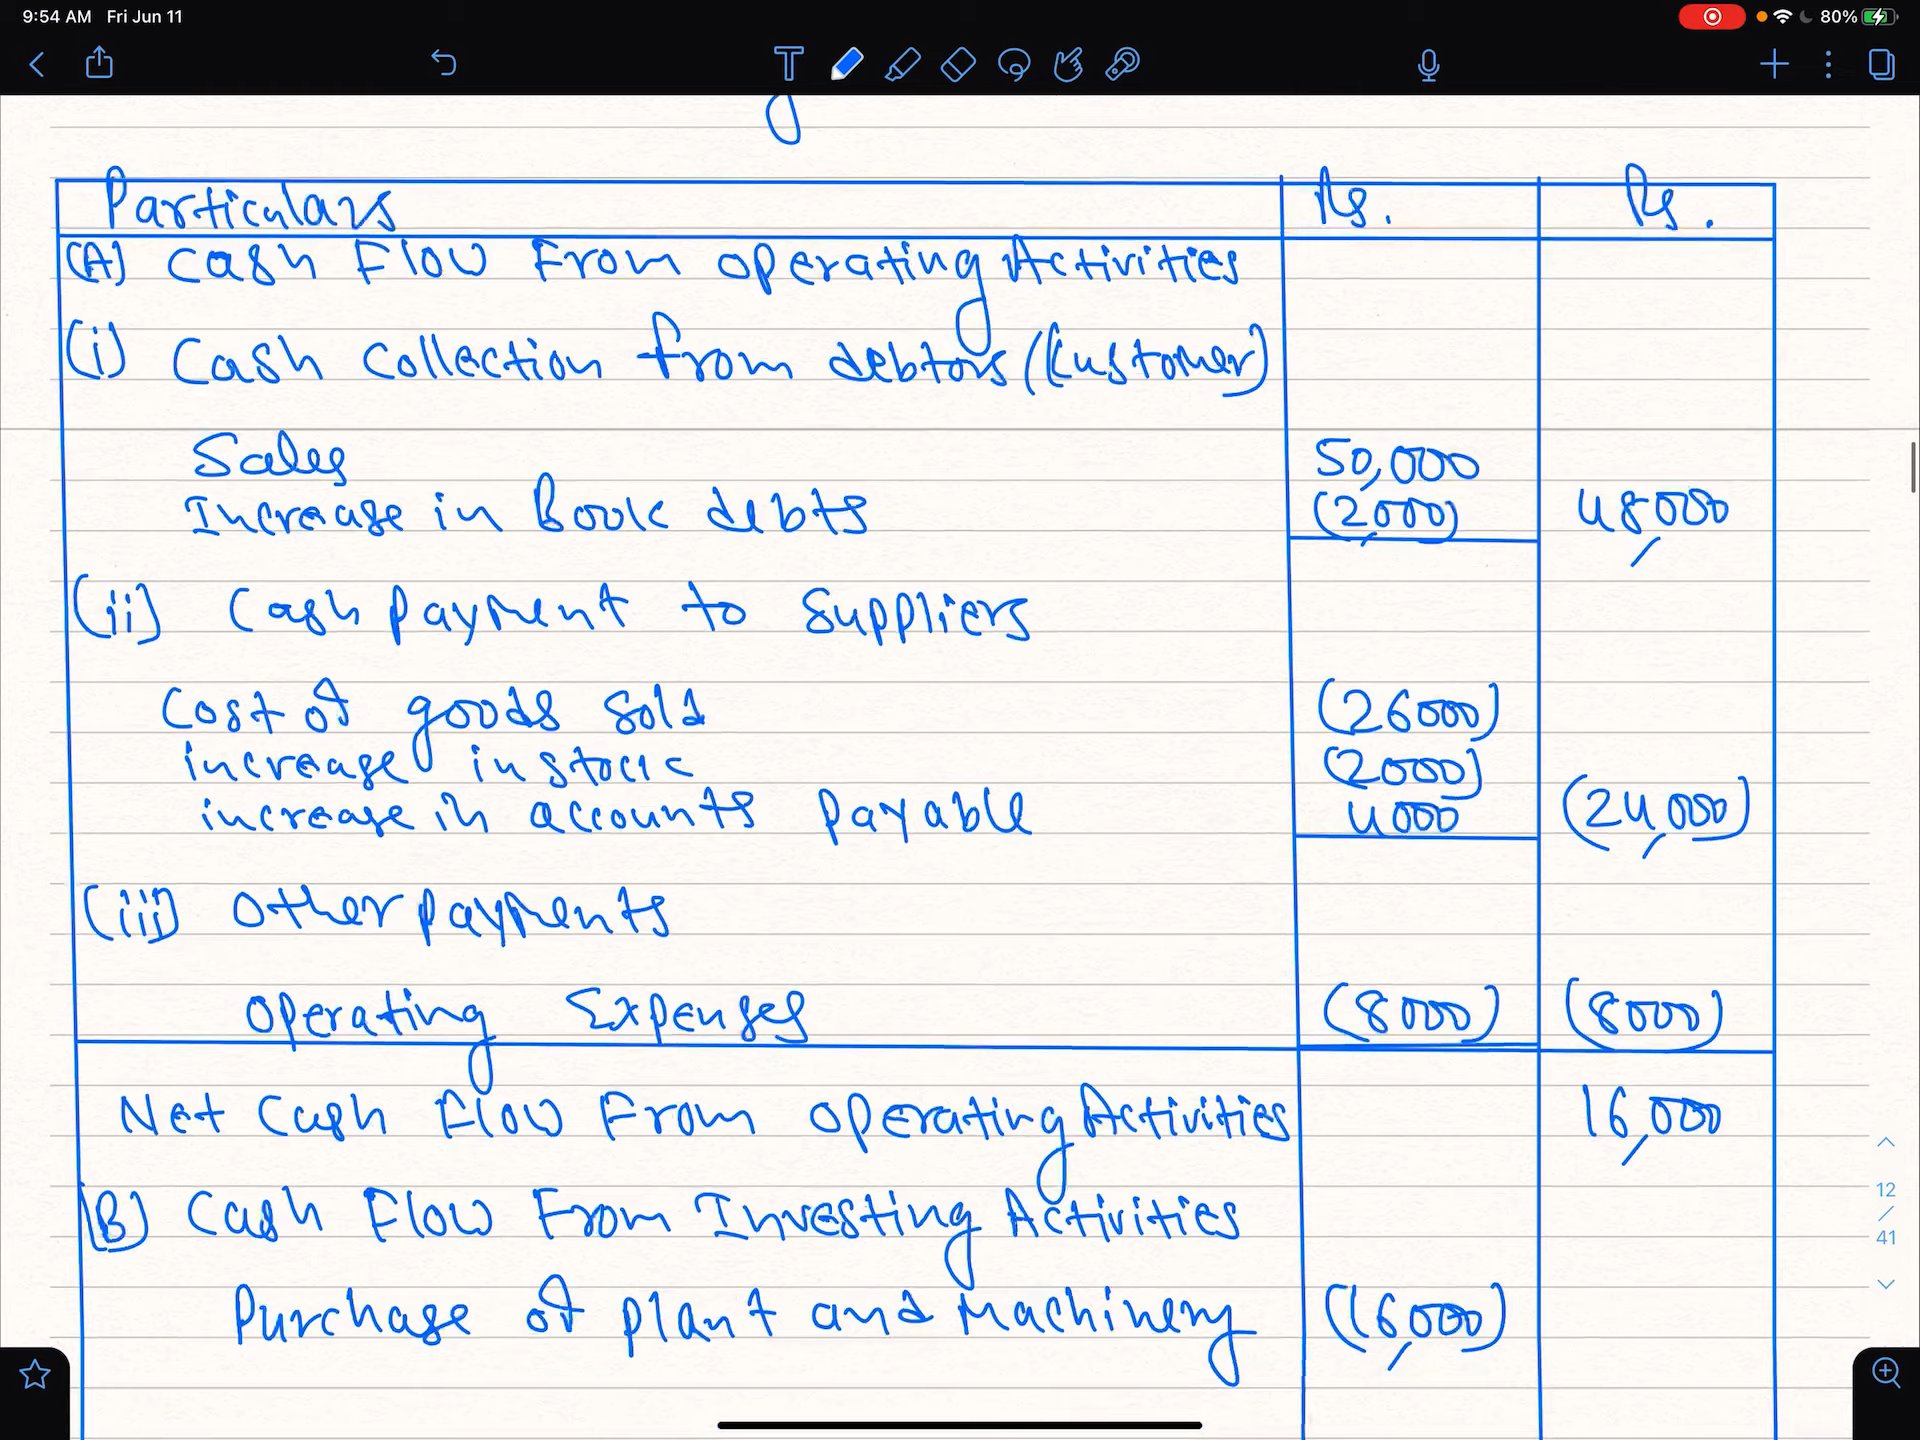 9:54 AM Fri Jun 11
80%
Particulars Rs. Rs.
(A) Cash Flow From operating Activities
(i) Cash Collection from debtors (Customer)
Sales 50,000
Increase in Book debts (2,000) 48,000
(ii) Cash Payment to Suppliers
Cost of goods sold (26000)
increase in stock (2000)
increase in accounts Payable 4000 (24,000)
(iii) Other payments
Operating Expenses (8000) (8000)
Net Cash Flow From operating Activities 16,000
(B) Cash Flow From Investing Activities
Purchase of plant and Machinery (16,000)
12
/
41